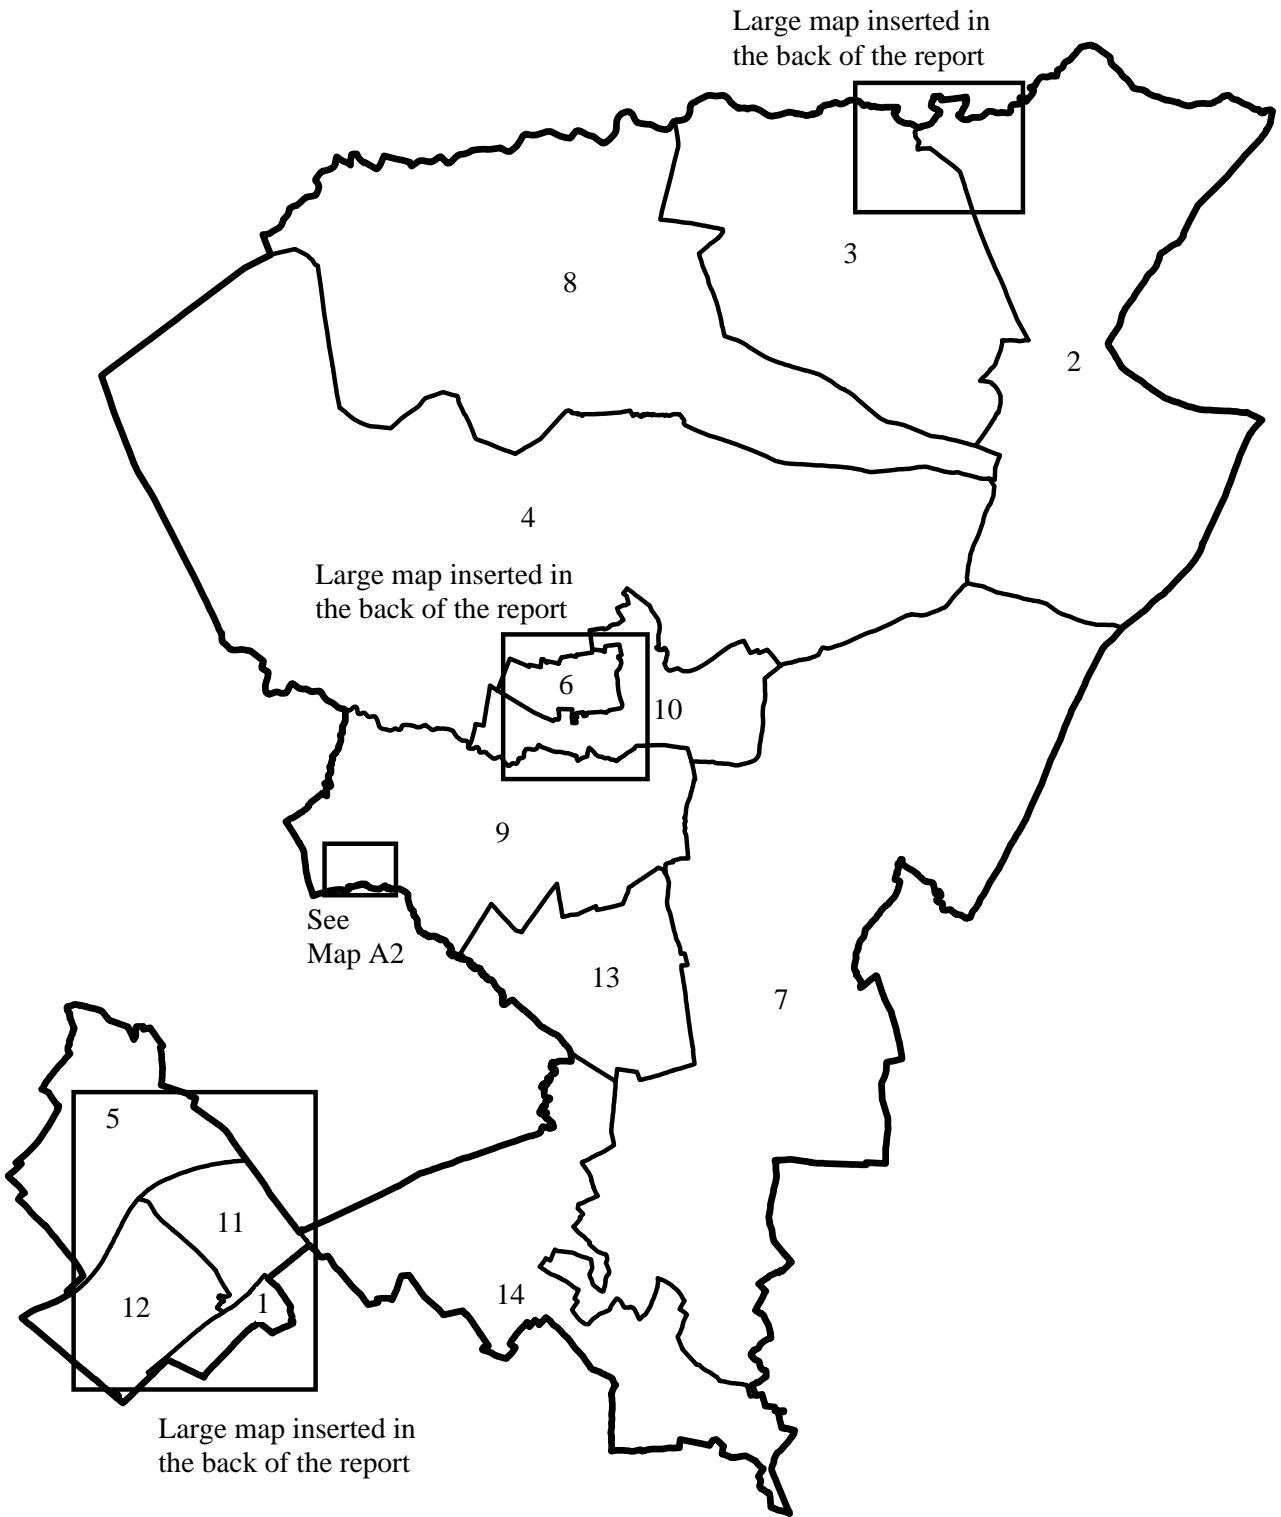 Large map inserted in
the back of the report
3
8
2
4
Large map inserted in
the back of the report
6
10
9
See
Map A2
13
7
5
11
14
12
1
Large map inserted in
the back of the report